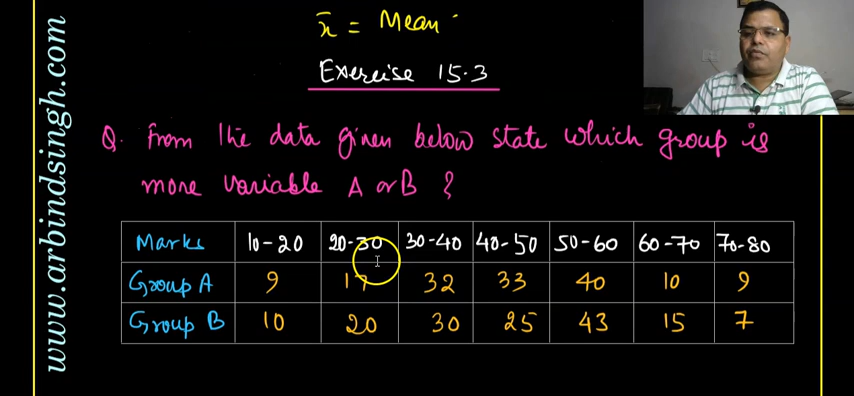 x̄ = Mean
Exercise 15.3
Q. From the data given below state which group is
more variable A or B ?
Marks 10-20 20-30 30-40 40-50 50-60 60-70 70-80
Group A 9 17 32 33 40 10 9
Group B 10 20 30 25 43 15 7
www.arbindsingh.com